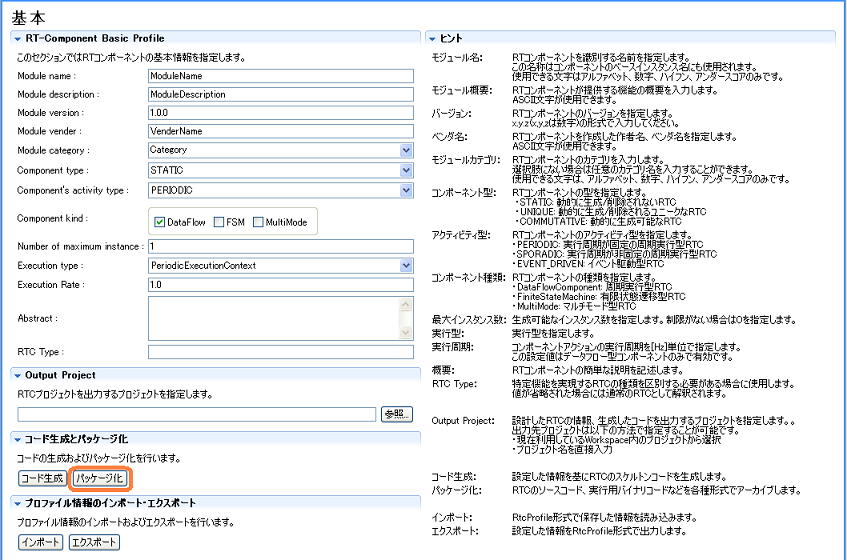 基本
RT-Component Basic Profile
このセクションではRTコンポーネントの基本情報を指定します。
Module name :
ModuleName
Module description :
ModuleDescription
Module version :
1.0.0
Module vender :
VenderName
Module category :
Category
Component type :
STATIC
Component's activity type :
PERIODIC
Component kind :
DataFlow FSM MultiMode
Number of maximum instance :
1
Execution type :
PeriodicExecutionContext
Execution Rate :
1.0
Abstract :
RTC Type :
Output Project
RTCプロジェクトを出力するプロジェクトを指定します。
参照...
コード生成とパッケージ化
コードの生成およびパッケージ化を行います。
コード生成 パッケージ化
プロファイル情報のインポート・エクスポート
プロファイル情報のインポートおよびエクスポートを行います。
インポート エクスポート
ヒント
モジュール名: RTコンポーネントを識別する名前を指定します。
この名称はコンポーネントのベースインスタンス名にも使用されます。
使用できる文字はアルファベット、数字、ハイフン、アンダースコアのみです。
モジュール概要: RTコンポーネントが提供する機能の概要を入力します。
ASCII文字が使用できます。
バージョン: RTコンポーネントのバージョンを指定します。
x.y.z(x,y,zは数字)の形式で入力してください。
ベンダ名: RTコンポーネントを作成した作者名、ベンダ名を指定します。
ASCII文字が使用できます。
モジュールカテゴリ: RTコンポーネントのカテゴリを入力します。
選択肢にない場合は任意のカテゴリ名を入力することができます。
使用できる文字は、アルファベット、数字、ハイフン、アンダースコアのみです。
コンポーネント型: RTコンポーネントの型を指定します。
・STATIC: 動的に生成/削除されないRTC
・UNIQUE: 動的に生成/削除されるユニークなRTC
・COMMUTATIVE: 動的に生成可能なRTC
アクティビティ型: RTコンポーネントのアクティビティ型を指定します。
・PERIODIC: 実行周期が固定の周期実行型RTC
・SPORADIC: 実行周期が非固定の周期実行型RTC
・EVENT_DRIVEN: イベント駆動型RTC
コンポーネント種類: RTコンポーネントの種類を指定します。
・DataFlowComponent: 周期実行型RTC
・FiniteStateMachine: 有限状態遷移型RTC
・MultiMode: マルチモード型RTC
最大インスタンス数: 生成可能なインスタンス数を指定します。制限がない場合は0を指定します。
実行型: 実行型を指定します。
実行周期: コンポーネントアクションの実行周期を[Hz]単位で指定します。
この設定値はデータフロー型コンポーネントのみで有効です。
概要: RTコンポーネントの簡単な説明を記述します。
RTC Type: 特定機能を実現するRTCの種類を区別する必要がある場合に使用します。
値が省略された場合には通常のRTCとして解釈されます。
Output Project: 設計したRTCの情報、生成したコードを出力するプロジェクトを指定します。。
出力先プロジェクトは以下の方法で指定することが可能です。
・現在利用しているWorkspace内のプロジェクトから選択
・プロジェクト名を直接入力
コード生成: 設定した情報を基にRTCのスケルトンコードを生成します。
パッケージ化: RTCのソースコード、実行用バイナリコードなどを各種形式でアーカイブします。
インポート: RtcProfile形式で保存した情報を読み込みます。
エクスポート: 設定した情報をRtcProfile形式で出力します。